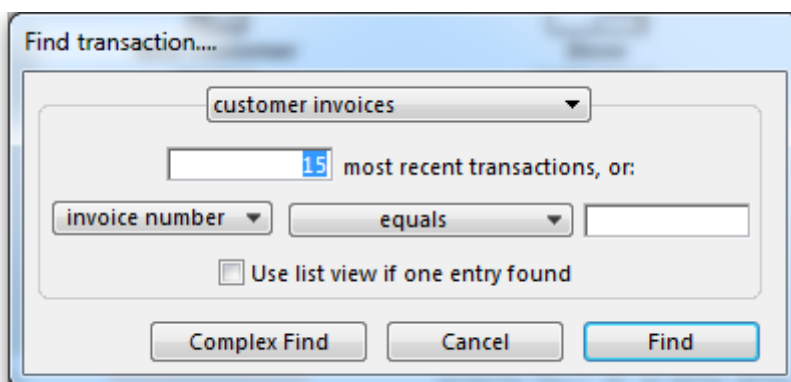 Find transaction....
customer invoices
15 most recent transactions, or:
invoice number equals
Use list view if one entry found
Complex Find Cancel Find